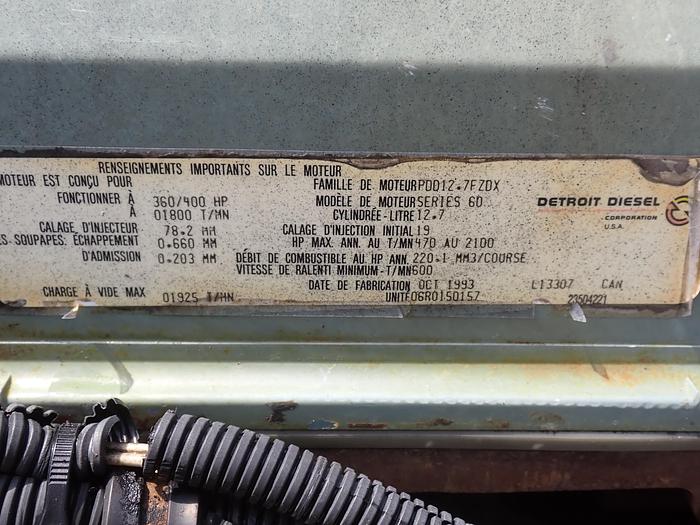 RENSEIGNEMENTS IMPORTANTS SUR LE MOTEUR
MOTEUR EST CONÇU POUR
FONCTIONNER À 360/400 HP
À 01800 T/MN
CALAGE D'INJECTEUR 78.2 MM
ES SOUPAPES: ÉCHAPPEMENT 0.660 MM
D'ADMISSION 0.203 MM
CHARGE À VIDE MAX 01925 T/MN
FAMILLE DE MOTEUR PDD12.7FZDX
MODÈLE DE MOTEUR SERIES 60
CYLINDRÉE-LITRE 12.7
CALAGE D'INJECTION INITIAL 19
HP MAX. ANN. AU T/MN 470 AU 2100
DÉBIT DE COMBUSTIBLE AU HP ANN. 220.1 MM3/COURSE
VITESSE DE RALENTI MINIMUM-T/MN 600
DATE DE FABRICATION OCT 1993
UNITÉ 06R0150157
DETROIT DIESEL
CORPORATION
U.S.A.
L13307 CAN
23504221